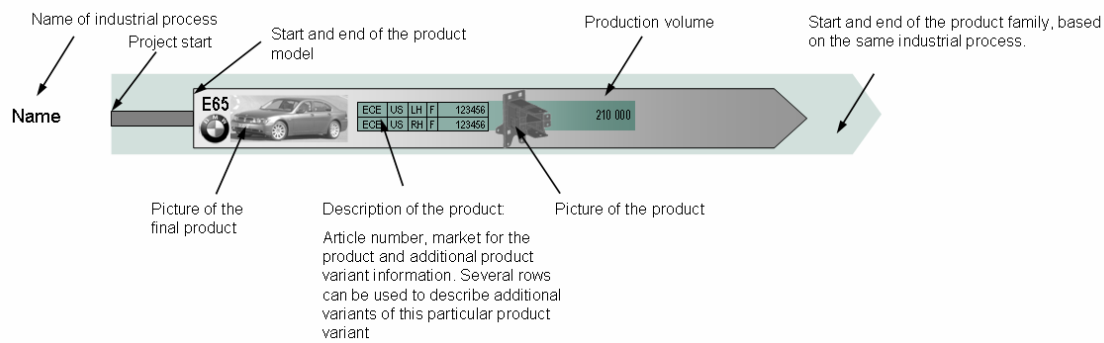 Name of industrial process
Project start
Start and end of the product
model
Production volume
Start and end of the product family, based
on the same industrial process.
Name
E65
ECE US LH F 123456
ECE US RH F 123456
210 000
Picture of the
final product
Description of the product:
Article number, market for the
product and additional product
variant information. Several rows
can be used to describe additional
variants of this particular product
variant
Picture of the product